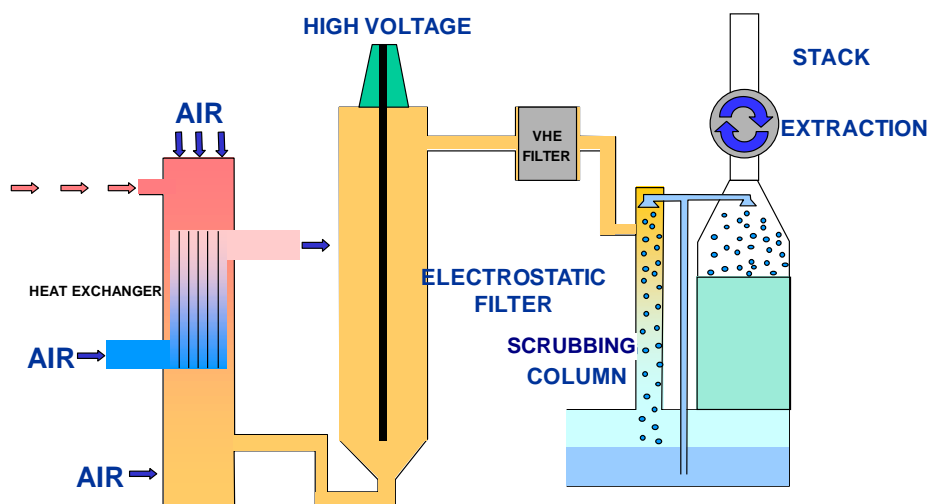 HIGH VOLTAGE
STACK
AIR
EXTRACTION
VHE
FILTER
ELECTROSTATIC
FILTER
HEAT EXCHANGER
SCRUBBING
COLUMN
AIR
AIR